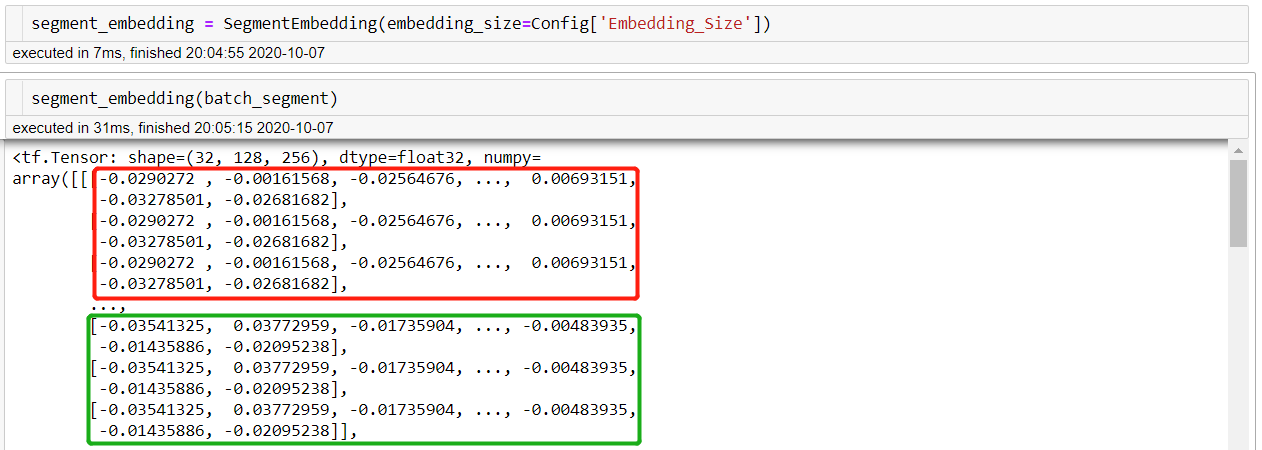 segment_embedding = SegmentEmbedding(embedding_size=Config['Embedding_Size'])
executed in 7ms, finished 20:04:55 2020-10-07
segment_embedding(batch_segment)
executed in 31ms, finished 20:05:15 2020-10-07
<tf.Tensor: shape=(32, 128, 256), dtype=float32, numpy=
array([[[-0.0290272 , -0.00161568, -0.02564676, ..., 0.00693151,
-0.03278501, -0.02681682],
[-0.0290272 , -0.00161568, -0.02564676, ..., 0.00693151,
-0.03278501, -0.02681682],
[-0.0290272 , -0.00161568, -0.02564676, ..., 0.00693151,
-0.03278501, -0.02681682],
...,
[-0.03541325, 0.03772959, -0.01735904, ..., -0.00483935,
-0.01435886, -0.02095238],
[-0.03541325, 0.03772959, -0.01735904, ..., -0.00483935,
-0.01435886, -0.02095238],
[-0.03541325, 0.03772959, -0.01735904, ..., -0.00483935,
-0.01435886, -0.02095238]],